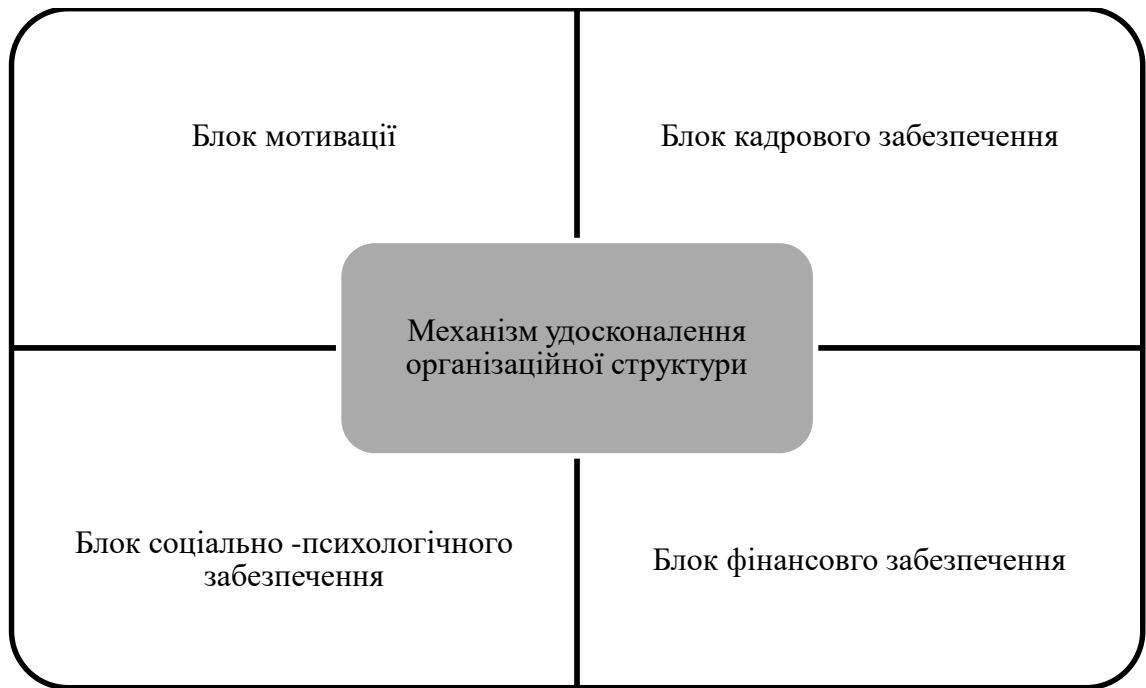 Блок мотивації
Блок кадрового забезпечення
Механізм удосконалення
організаційної структури
Блок соціально -психологічного
забезпечення
Блок фінансовго забезпечення